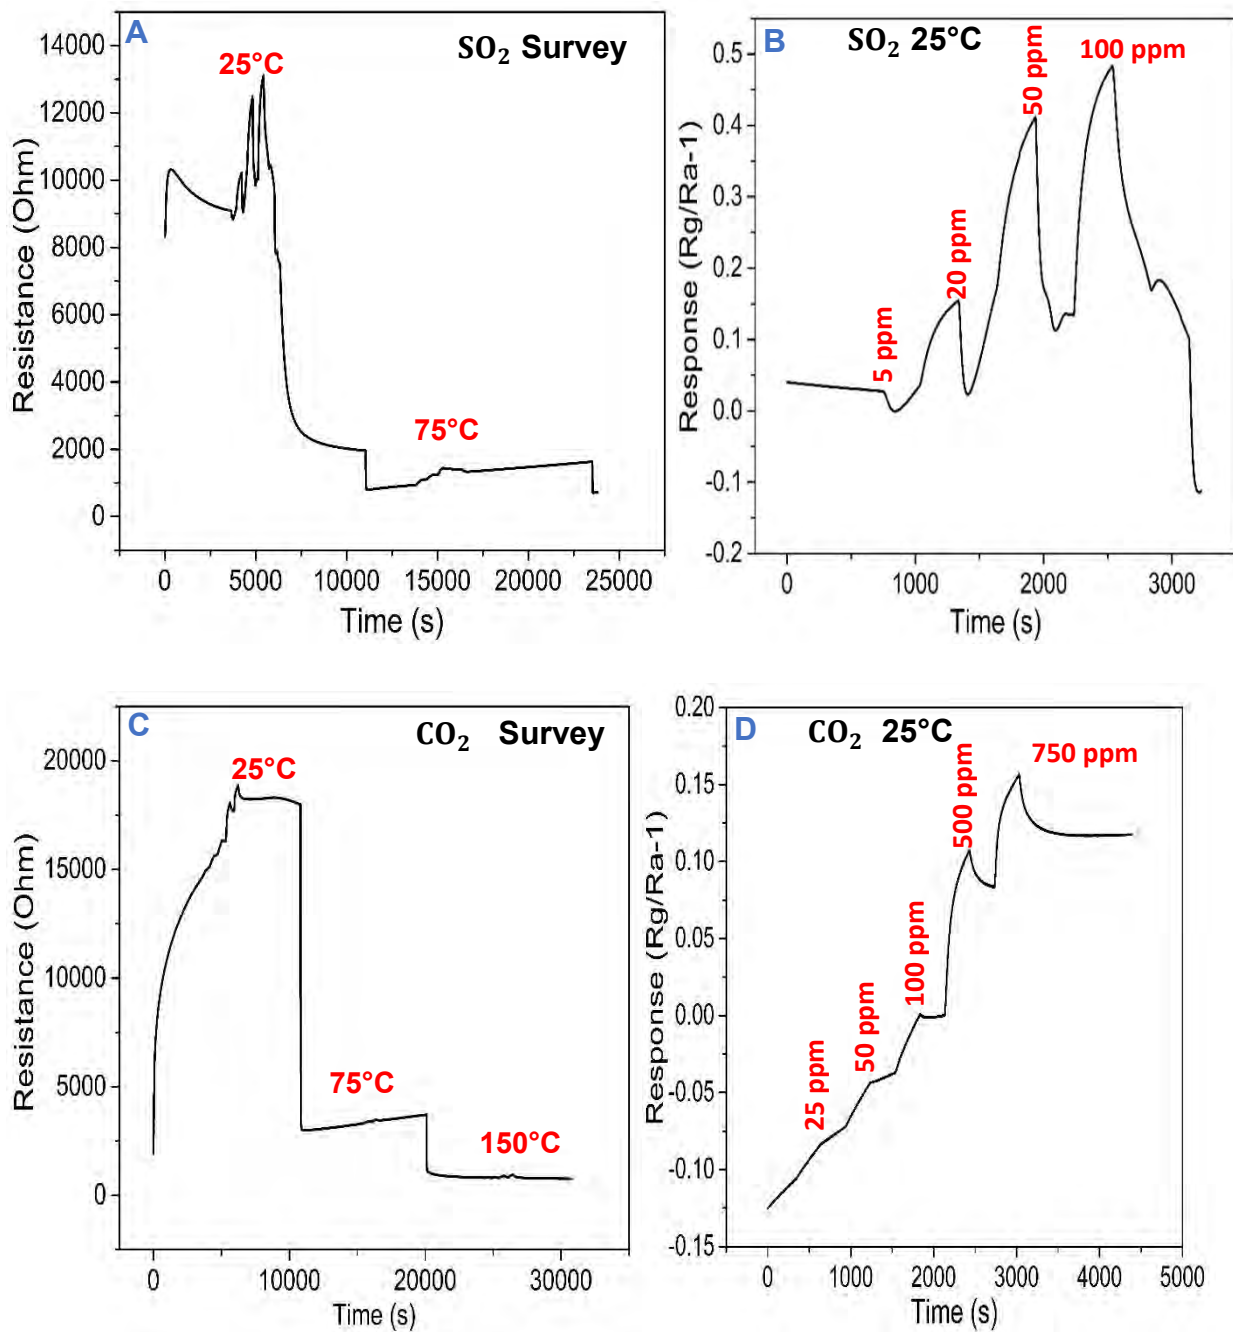 A
SO₂ Survey
25°C
75°C
Resistance (Ohm)
14000
12000
10000
8000
6000
4000
2000
0
0 5000 10000 15000 20000 25000
Time (s)
B
SO₂ 25°C
5 ppm
20 ppm
50 ppm
100 ppm
Response (Rg/Ra-1)
0.5
0.4
0.3
0.2
0.1
0.0
-0.1
-0.2
0 1000 2000 3000
Time (s)
C
CO₂ Survey
25°C
75°C
150°C
Resistance (Ohm)
20000
15000
10000
5000
0
0 10000 20000 30000
Time (s)
D
CO₂ 25°C
25 ppm
50 ppm
100 ppm
500 ppm
750 ppm
Response (Rg/Ra-1)
0.20
0.15
0.10
0.05
0.00
-0.05
-0.10
-0.15
0 1000 2000 3000 4000 5000
Time (s)